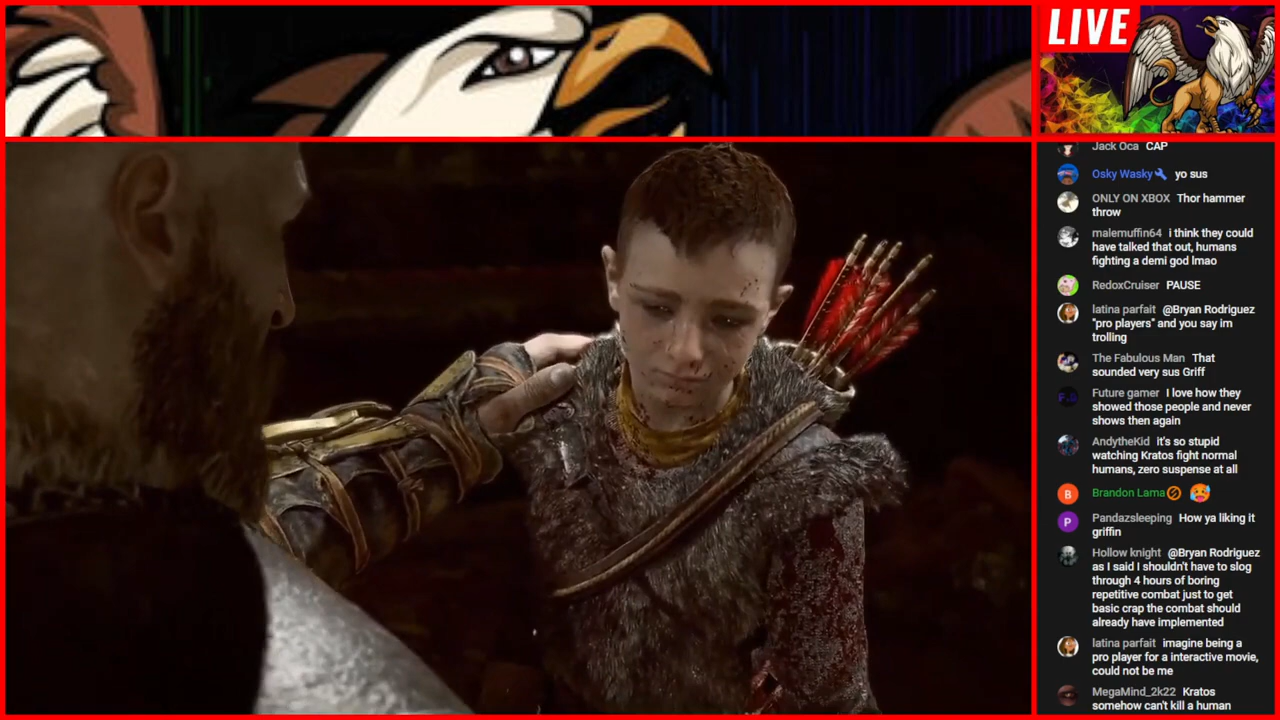 LIVE
Jack Oca CAP
Osky Wasky yo sus
ONLY ON XBOX Thor hammer
throw
malemuffin64 i think they could
have talked that out, humans
fighting a demi god lmao
RedoxCruiser PAUSE
latina parfait @Bryan Rodriguez
"pro players" and you say im
trolling
The Fabulous Man That
sounded very sus Griff
Future gamer I love how they
showed those people and never
shows then again
AndytheKid it's so stupid
watching Kratos fight normal
humans, zero suspense at all
B Brandon Lama
P Pandazsleeping How ya liking it
griffin
Hollow knight @Bryan Rodriguez
as I said I shouldn't have to slog
through 4 hours of boring
repetitive combat just to get
basic crap the combat should
already have implemented
latina parfait imagine being a
pro player for a interactive movie,
could not be me
MegaMind_2k22 Kratos
somehow can't kill a human